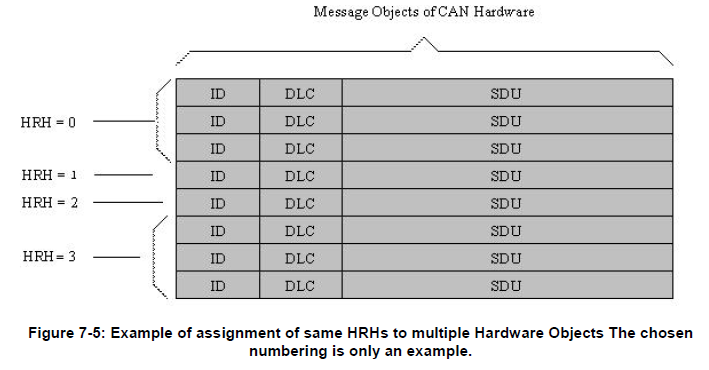 Message Objects of CAN Hardware
ID DLC SDU
ID DLC SDU
HRH = 0
ID DLC SDU
HRH = 1
ID DLC SDU
HRH = 2
ID DLC SDU
ID DLC SDU
HRH = 3
ID DLC SDU
ID DLC SDU
Figure 7-5: Example of assignment of same HRHs to multiple Hardware Objects The chosen
numbering is only an example.